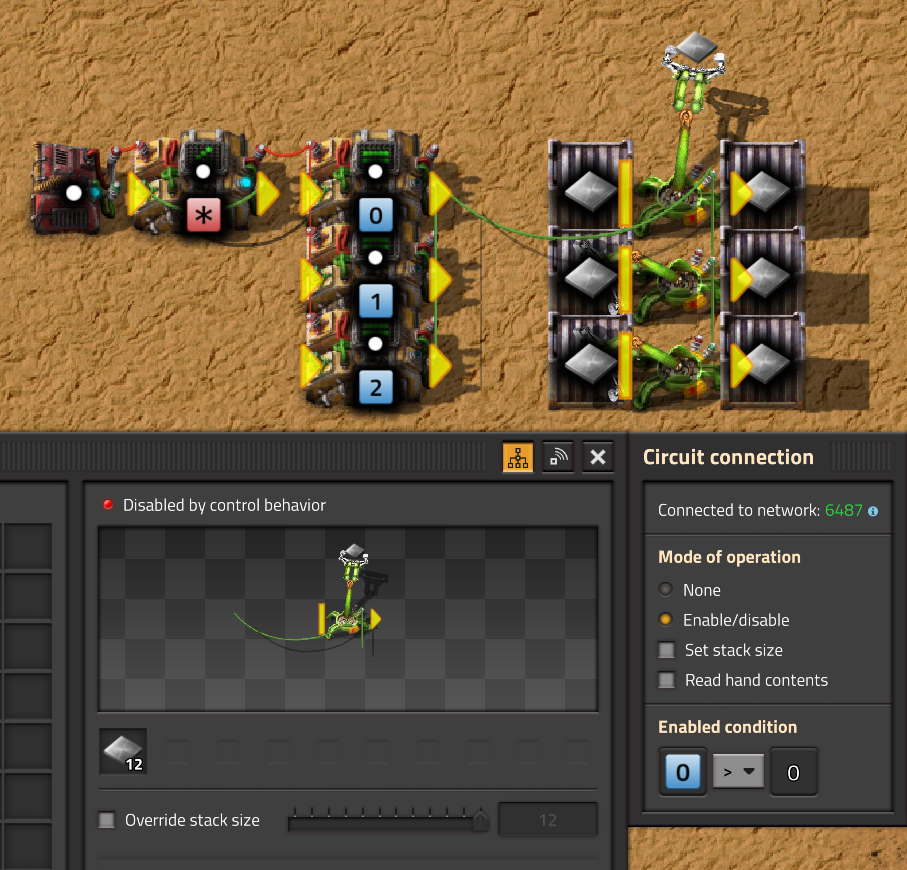 *
0
1
2
Circuit connection
Disabled by control behavior
Connected to network: 6487
Mode of operation
None
Enable/disable
Set stack size
Read hand contents
Enabled condition
0 > 0
12
Override stack size 12